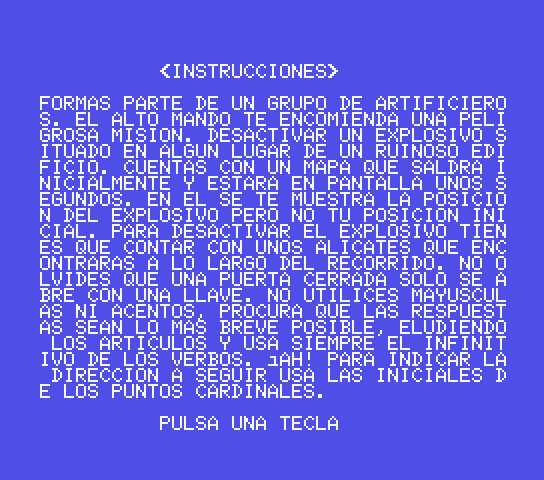 <INSTRUCCIONES>
FORMAS PARTE DE UN GRUPO DE ARTIFICIERO
S. EL ALTO MANDO TE ENCOMIENDA UNA PELI
GROSA MISION. DESACTIVAR UN EXPLOSIVO S
ITUADO EN ALGUN LUGAR DE UN RUINOSO EDI
FICIO. CUENTAS CON UN MAPA QUE SALDRA I
NICIALMENTE Y ESTARA EN PANTALLA UNOS S
EGUNDOS. EN EL SE TE MUESTRA LA POSICIO
N DEL EXPLOSIVO PERO NO TU POSICION INI
CIAL. PARA DESACTIVAR EL EXPLOSIVO TIEN
ES QUE CONTAR CON UNOS ALICATES QUE ENC
ONTRARAS A LO LARGO DEL RECORRIDO. NO O
LVIDES QUE UNA PUERTA CERRADA SOLO SE A
BRE CON UNA LLAVE. NO UTILICES MAYUSCUL
AS NI ACENTOS, PROCURA QUE LAS RESPUEST
AS SEAN LO MAS BREVE POSIBLE, ELUDIENDO
LOS ARTICULOS Y USA SIEMPRE EL INFINIT
IVO DE LOS VERBOS. גAH! PARA INDICAR LA
DIRECCION A SEGUIR USA LAS INICIALES D
E LOS PUNTOS CARDINALES.
PULSA UNA TECLA